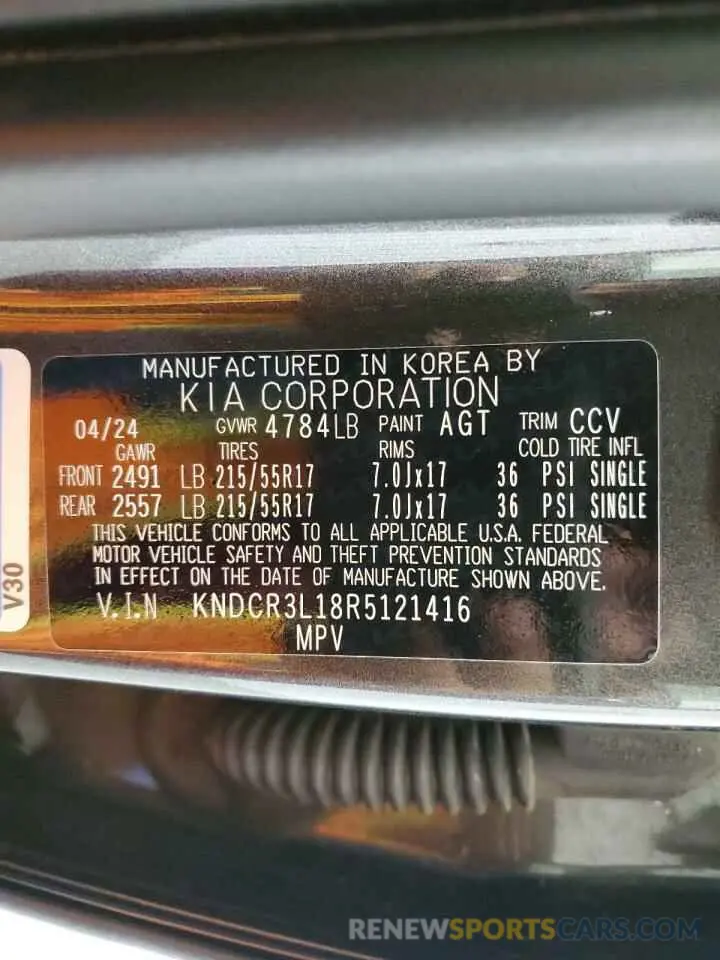 MANUFACTURED IN KOREA BY
KIA CORPORATION
04/24 GVWR 4784LB PAINT AGT TRIM CCV
GAWR TIRES RIMS COLD TIRE INFL
FRONT 2491 LB 215/55R17 7.0Jx17 36 PSI SINGLE
REAR 2557 LB 215/55R17 7.0Jx17 36 PSI SINGLE
THIS VEHICLE CONFORMS TO ALL APPLICABLE U.S.A. FEDERAL
MOTOR VEHICLE SAFETY AND THEFT PREVENTION STANDARDS
IN EFFECT ON THE DATE OF MANUFACTURE SHOWN ABOVE.
V.I.N KNDCR3L18R5121416
MPV
V30
RENEWSPORTSCARS.COM